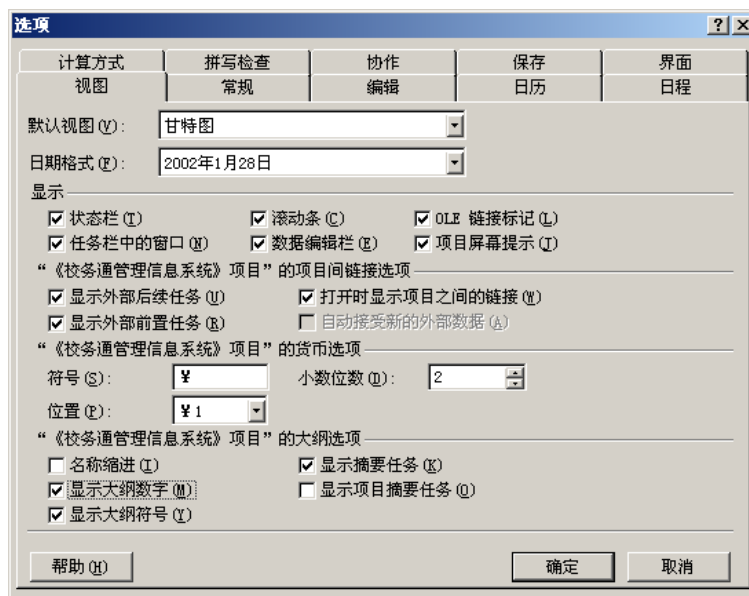 选项
计算方式 拼写检查 协作 保存 界面
视图 常规 编辑 日历 日程
默认视图(V): 甘特图
日期格式(F): 2002年1月28日
显示
状态栏(T) 滚动条(C) OLE 链接标记(L)
任务栏中的窗口(N) 数据编辑栏(E) 项目屏幕提示(J)
“《校务通管理信息系统》项目”的项目间链接选项
显示外部后续任务(U) 打开时显示项目之间的链接(W)
显示外部前置任务(R) 自动接受新的外部数据(A)
“《校务通管理信息系统》项目”的货币选项
符号(S): ¥ 小数位数(D): 2
位置(P): ¥1
“《校务通管理信息系统》项目”的大纲选项
名称缩进(I) 显示摘要任务(K)
显示大纲数字(M) 显示项目摘要任务(O)
显示大纲符号(Y)
帮助(H) 确定 取消